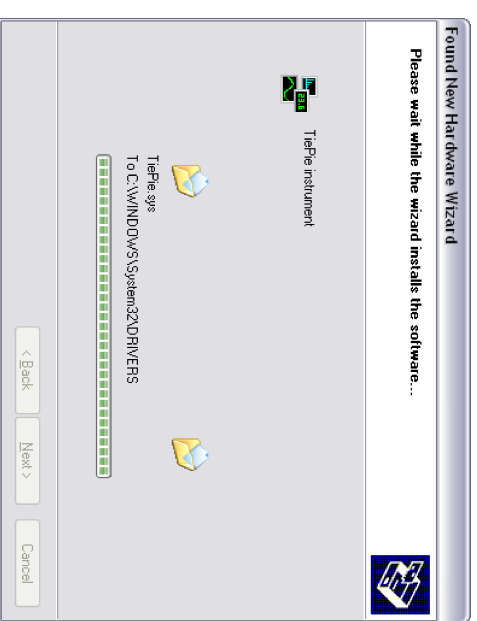 Found New Hardware Wizard
Please wait while the wizard installs the software...
TiePie instrument
TiePie.sys
To C:\WINDOWS\System32\DRIVERS
< Back
Next >
Cancel